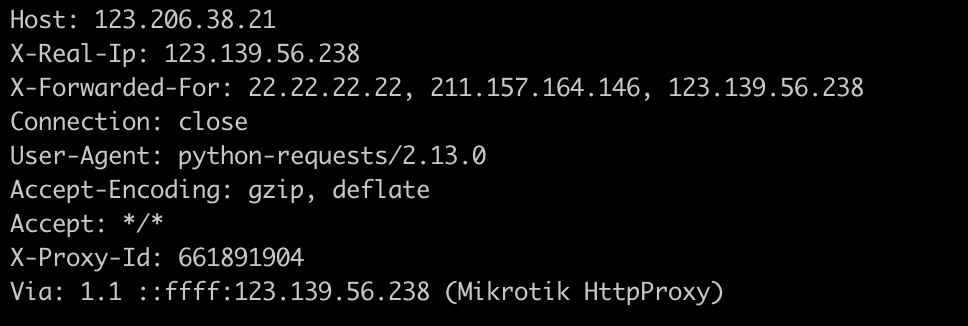 Host: 123.206.38.21
X-Real-Ip: 123.139.56.238
X-Forwarded-For: 22.22.22.22, 211.157.164.146, 123.139.56.238
Connection: close
User-Agent: python-requests/2.13.0
Accept-Encoding: gzip, deflate
Accept: */*
X-Proxy-Id: 661891904
Via: 1.1 ::ffff:123.139.56.238 (Mikrotik HttpProxy)